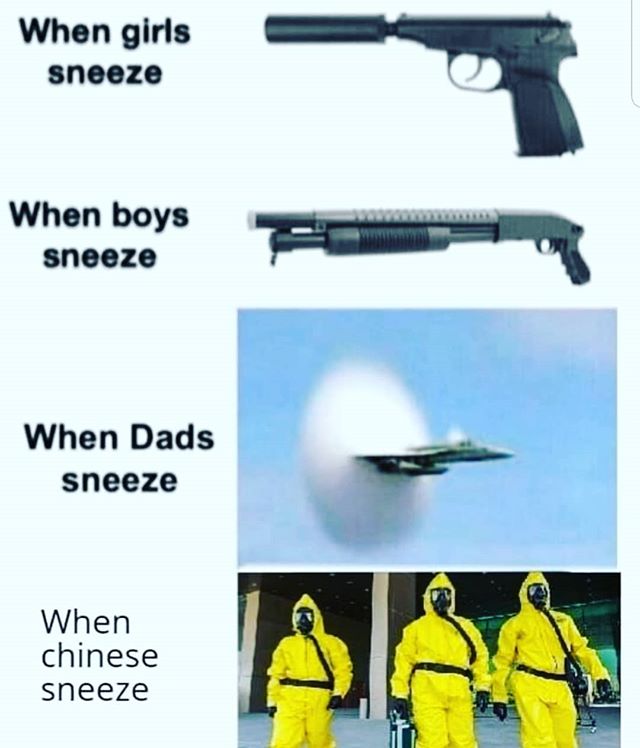 When girls
sneeze
When boys
sneeze
When Dads
sneeze
When
chinese
sneeze